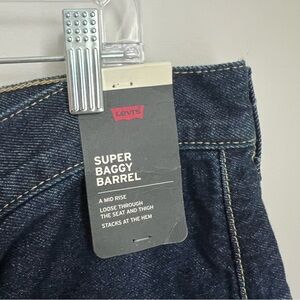 Levi's
SUPER
BAGGY
BARREL
A MID RISE
LOOSE THROUGH
THE SEAT AND THIGH
STACKS AT THE HEM